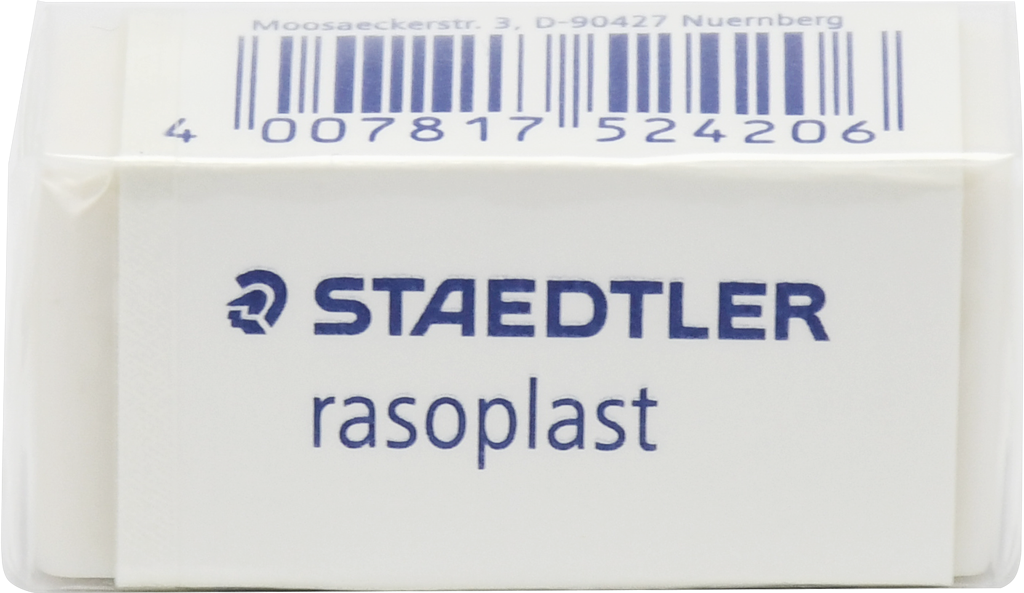 Moosaeckerstr. 3, D-90427 Nuernberg
4 007817 524206
STAEDTLER
rasoplast